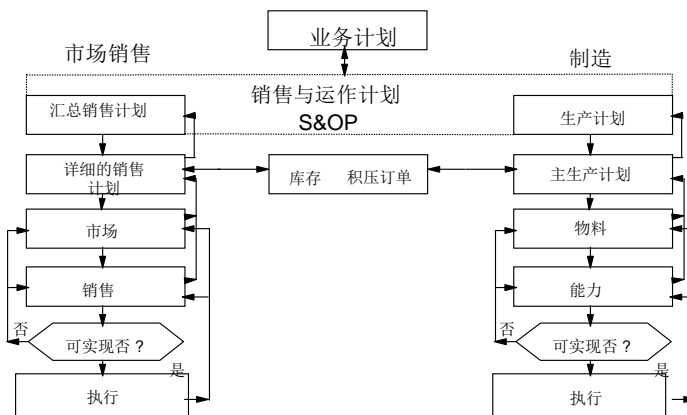 业务计划
市场销售
制造
销售与运作计划
S&OP
汇总销售计划
生产计划
详细的销售
计划
库存 积压订单
主生产计划
市场
物料
销售
能力
否
可实现否？
是
否
可实现否？
是
执行
执行